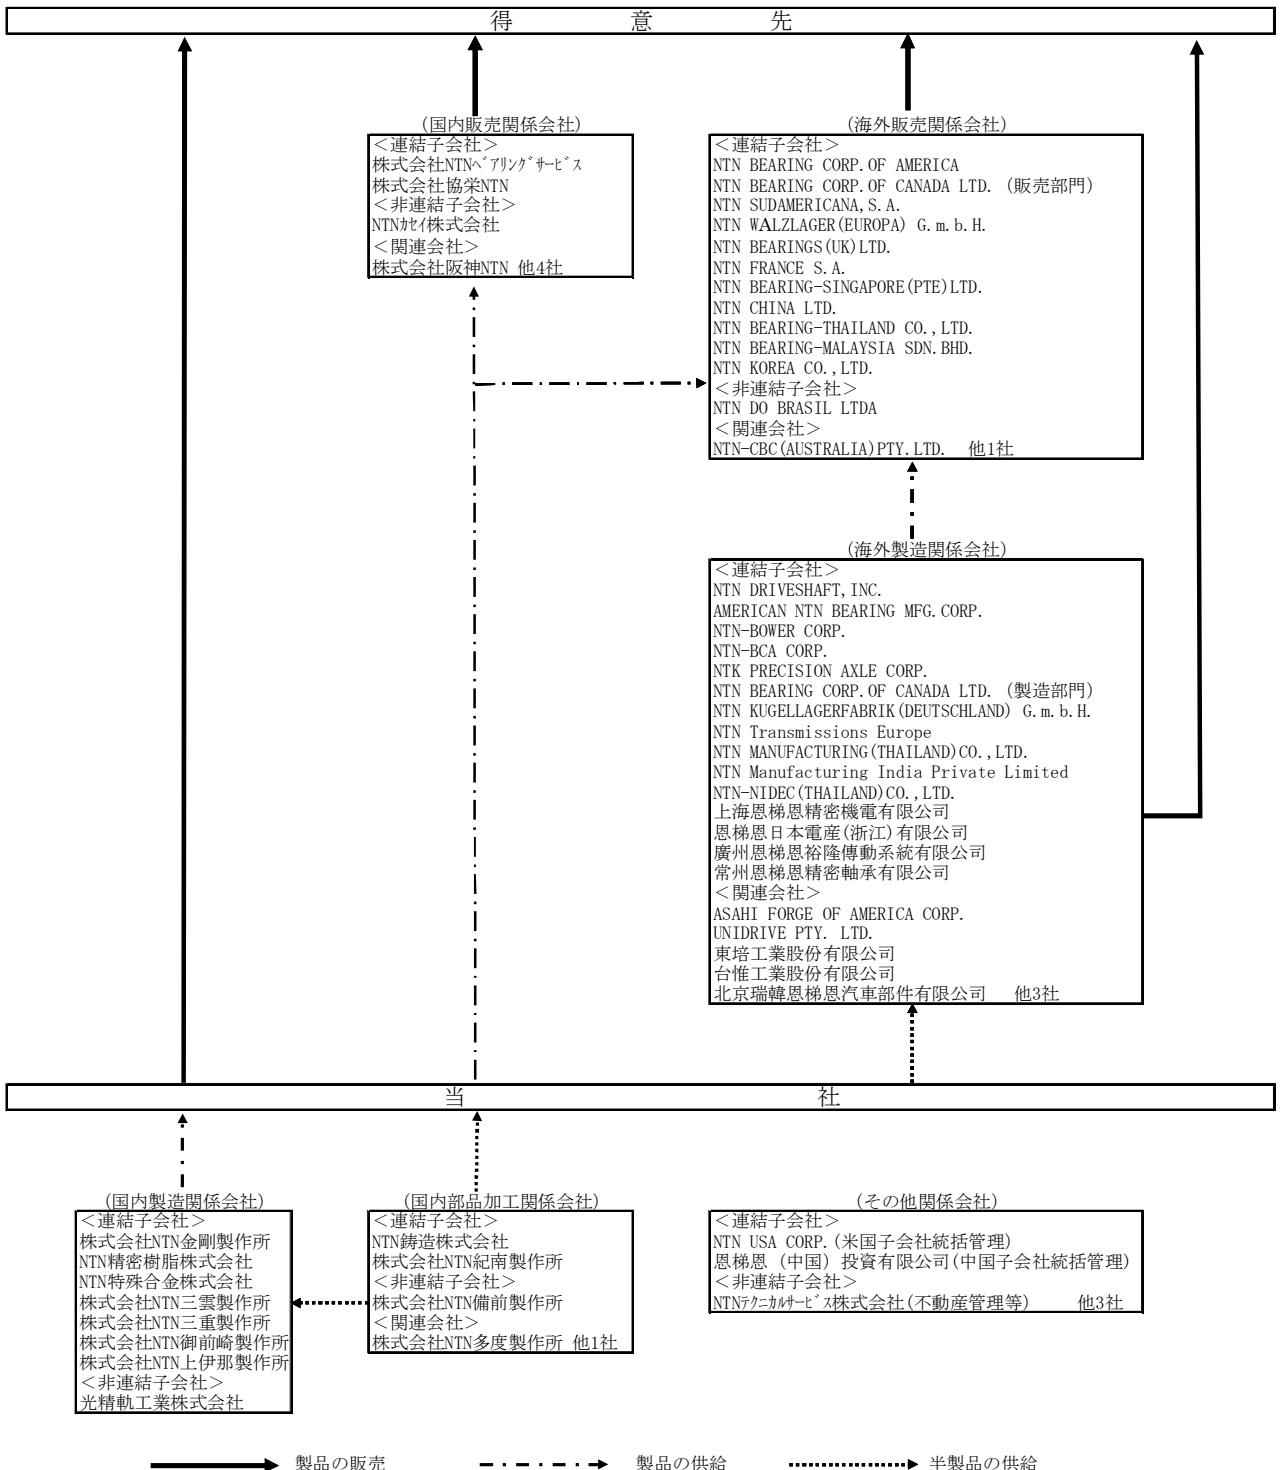 得意先
(国内販売関係会社)
＜連結子会社＞
株式会社NTNﾍﾞｱﾘﾝｸﾞｻｰﾋﾞｽ
株式会社協栄NTN
＜非連結子会社＞
NTNｶｾｲ株式会社
＜関連会社＞
株式会社阪神NTN 他4社
(海外販売関係会社)
＜連結子会社＞
NTN BEARING CORP.OF AMERICA
NTN BEARING CORP.OF CANADA LTD. (販売部門)
NTN SUDAMERICANA,S.A.
NTN WALZLAGER(EUROPA) G.m.b.H.
NTN BEARINGS(UK)LTD.
NTN FRANCE S.A.
NTN BEARING-SINGAPORE(PTE)LTD.
NTN CHINA LTD.
NTN BEARING-THAILAND CO.,LTD.
NTN BEARING-MALAYSIA SDN.BHD.
NTN KOREA CO.,LTD.
＜非連結子会社＞
NTN DO BRASIL LTDA
＜関連会社＞
NTN-CBC(AUSTRALIA)PTY.LTD. 他1社
(海外製造関係会社)
＜連結子会社＞
NTN DRIVESHAFT,INC.
AMERICAN NTN BEARING MFG.CORP.
NTN-BOWER CORP.
NTN-BCA CORP.
NTK PRECISION AXLE CORP.
NTN BEARING CORP.OF CANADA LTD. (製造部門)
NTN KUGELLAGERFABRIK(DEUTSCHLAND) G.m.b.H.
NTN Transmissions Europe
NTN MANUFACTURING(THAILAND)CO.,LTD.
NTN Manufacturing India Private Limited
NTN-NIDEC(THAILAND)CO.,LTD.
上海恩梯恩精密機電有限公司
恩梯恩日本電産(浙江)有限公司
廣州恩梯恩裕隆傳動系統有限公司
常州恩梯恩精密軸承有限公司
＜関連会社＞
ASAHI FORGE OF AMERICA CORP.
UNIDRIVE PTY. LTD.
東培工業股份有限公司
台惟工業股份有限公司
北京瑞韓恩梯恩汽車部件有限公司 他3社
当社
(国内製造関係会社)
＜連結子会社＞
株式会社NTN金剛製作所
NTN精密樹脂株式会社
NTN特殊合金株式会社
株式会社NTN三雲製作所
株式会社NTN三重製作所
株式会社NTN御前崎製作所
株式会社NTN上伊那製作所
＜非連結子会社＞
光精軌工業株式会社
(国内部品加工関係会社)
＜連結子会社＞
NTN鋳造株式会社
株式会社NTN紀南製作所
＜非連結子会社＞
株式会社NTN備前製作所
＜関連会社＞
株式会社NTN多度製作所 他1社
(その他関係会社)
＜連結子会社＞
NTN USA CORP.(米国子会社統括管理)
恩梯恩（中国）投資有限公司(中国子会社統括管理)
＜非連結子会社＞
NTNﾃｸﾆｶﾙｻｰﾋﾞｽ株式会社(不動産管理等) 他3社
製品の販売
製品の供給
半製品の供給